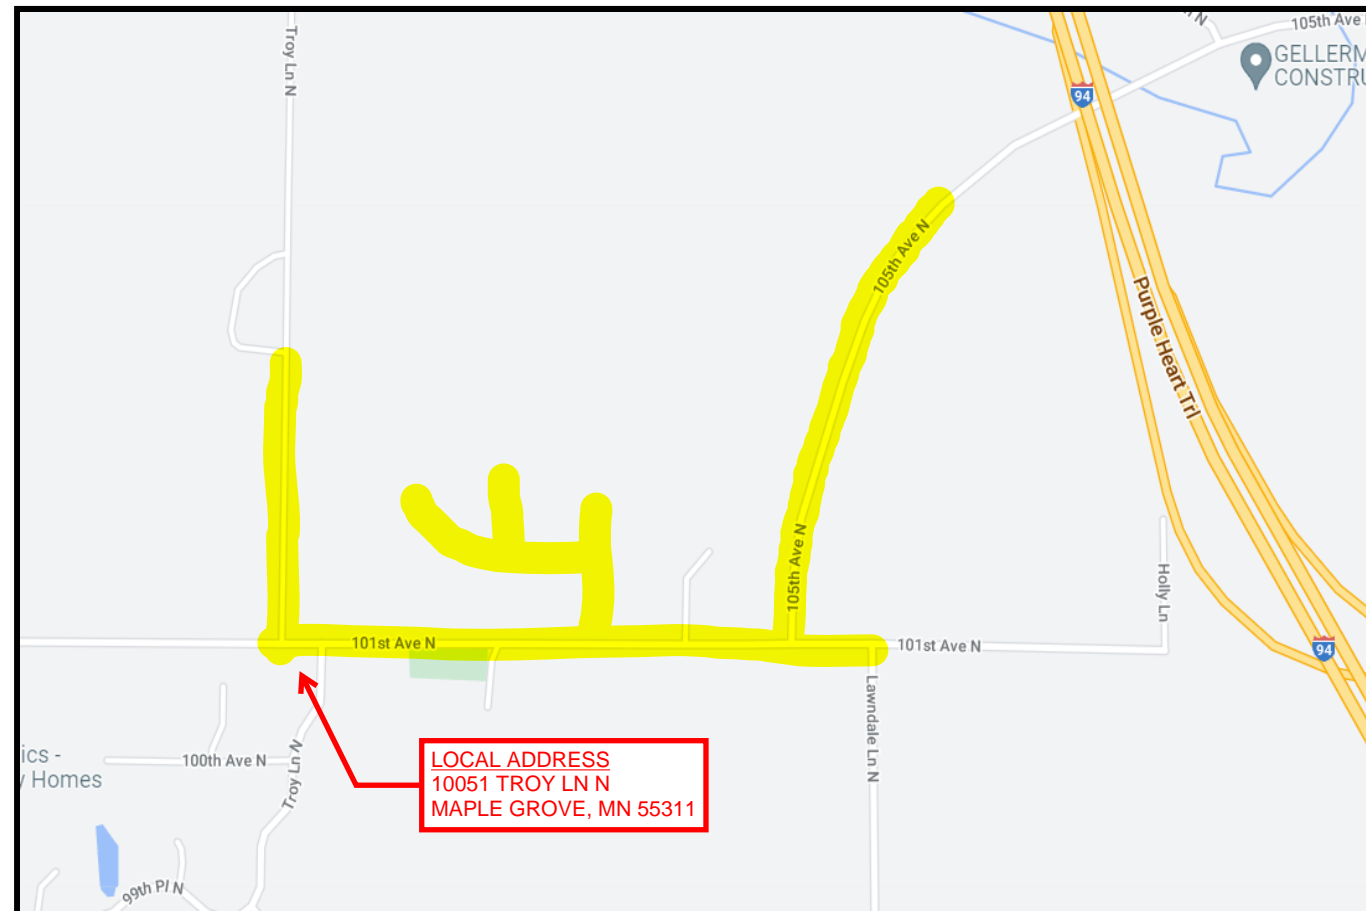 Troy Ln N
105th Ave
GELLERM
CONSTRU
94
105th Ave N
Purple Heart Trl
105th Ave N
Holly Ln
101st Ave N
101st Ave N
94
Lawndale Ln N
LOCAL ADDRESS
10051 TROY LN N
MAPLE GROVE, MN 55311
100th Ave N
Troy Ln N
ics -
Homes
99th Pl N